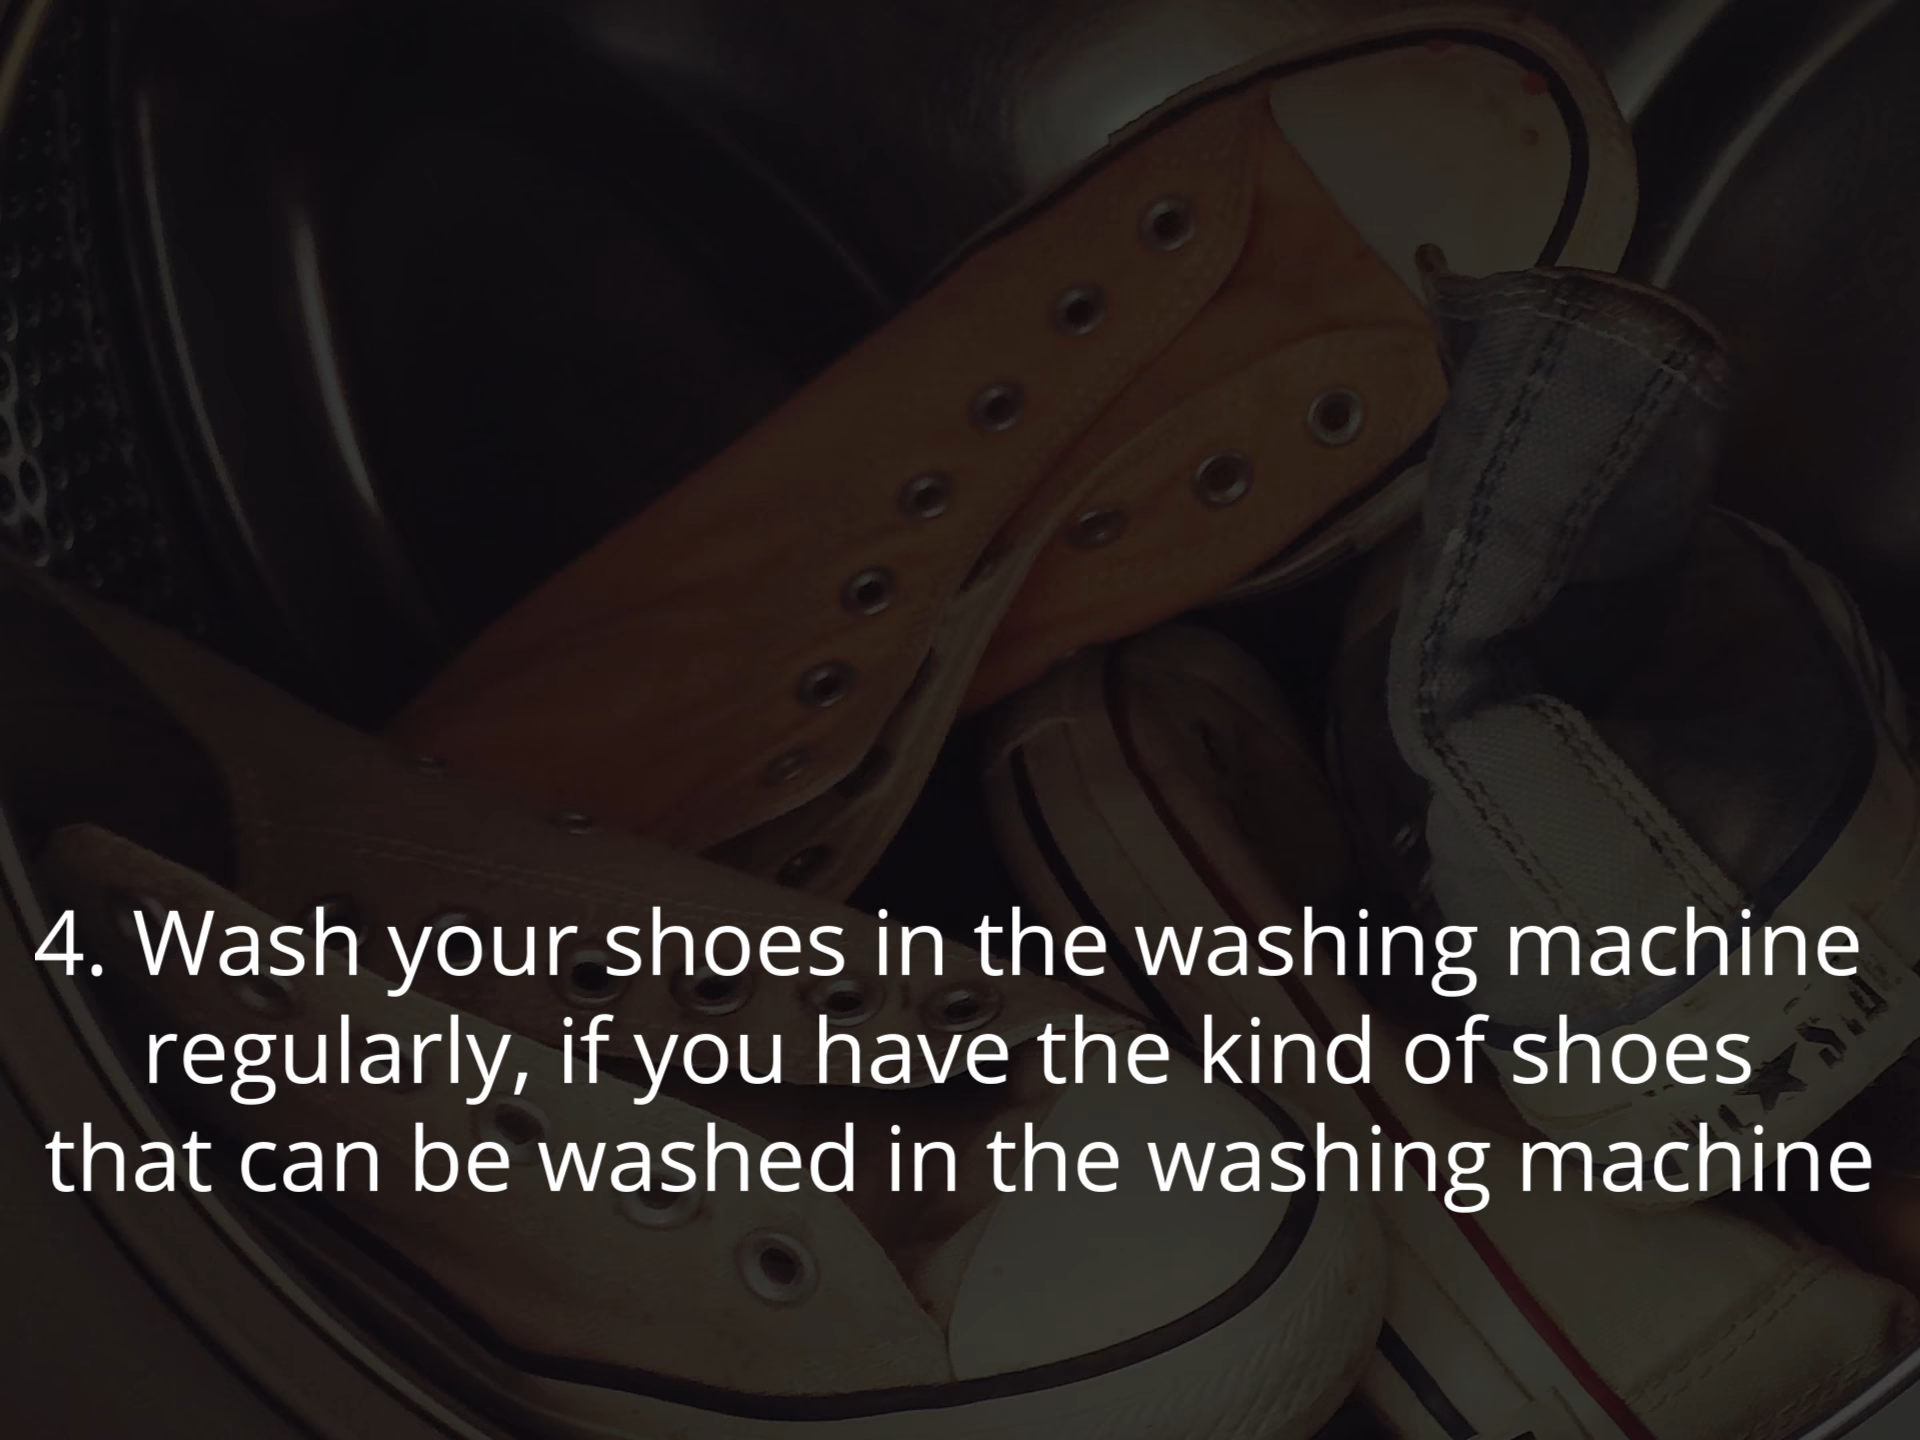 4. Wash your shoes in the washing machine
regularly, if you have the kind of shoes
that can be washed in the washing machine